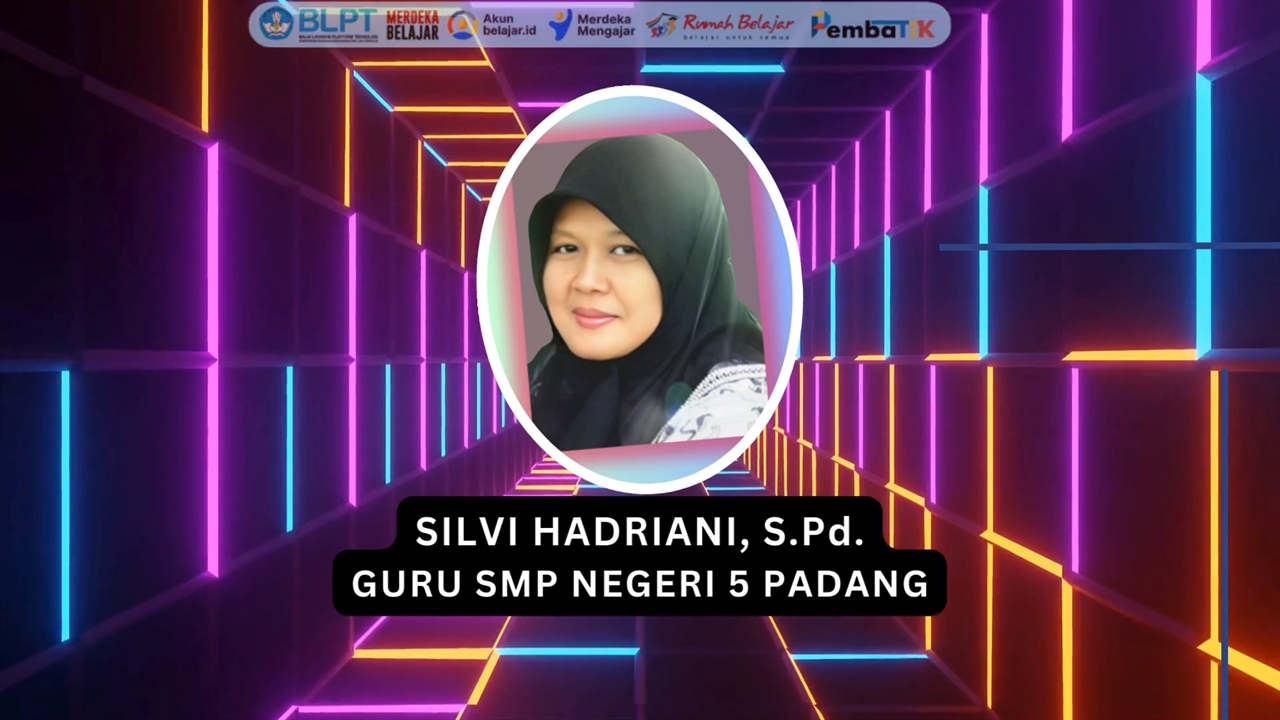 BLPT
MERDEKA
BELAJAR
Akun
belajar.id
Merdeka
Mengajar
Rumah Belajar
belajar untuk semua
PembaTIK
SILVI HADRIANI, S.Pd.
GURU SMP NEGERI 5 PADANG